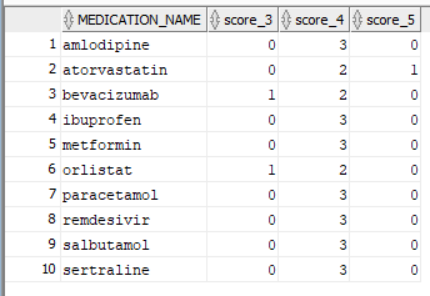 MEDICATION_NAME score_3 score_4 score_5
1 amlodipine 0 3 0
2 atorvastatin 0 2 1
3 bevacizumab 1 2 0
4 ibuprofen 0 3 0
5 metformin 0 3 0
6 orlistat 1 2 0
7 paracetamol 0 3 0
8 remdesivir 0 3 0
9 salbutamol 0 3 0
10 sertraline 0 3 0